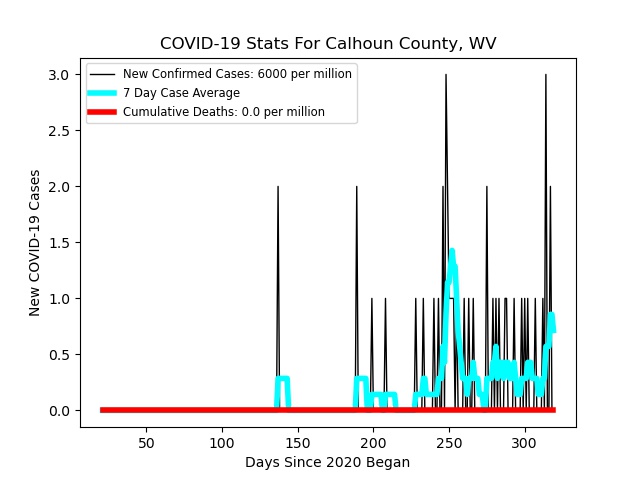 COVID-19 Stats For Calhoun County, WV
New Confirmed Cases: 6000 per million
7 Day Case Average
Cumulative Deaths: 0.0 per million
New COVID-19 Cases
3.0
2.5
2.0
1.5
1.0
0.5
0.0
50 100 150 200 250 300
Days Since 2020 Began